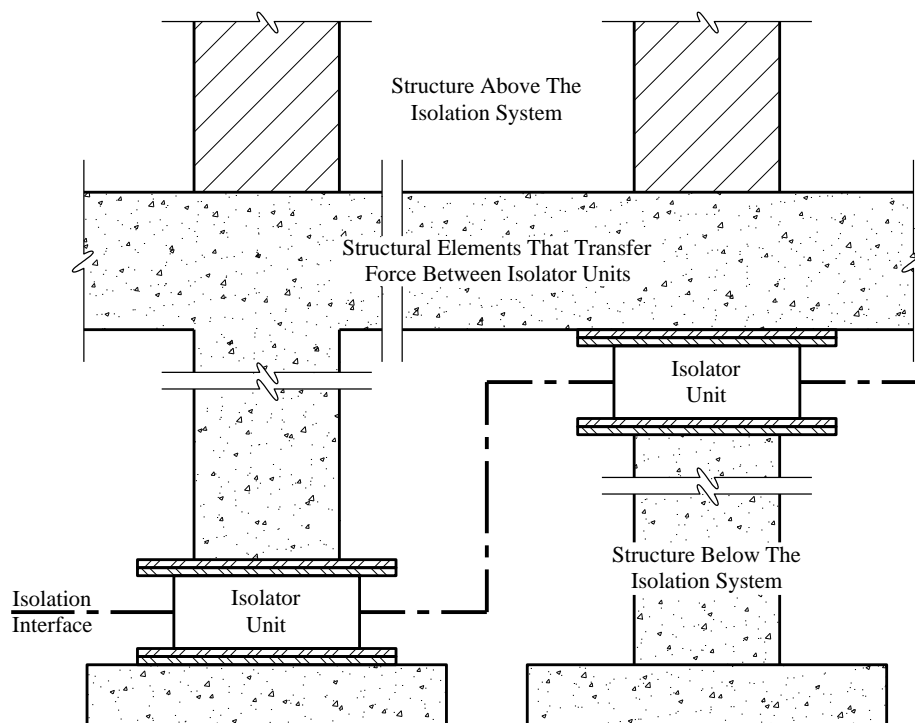 Structure Above The
Isolation System
Structural Elements That Transfer
Force Between Isolator Units
Isolator
Unit
Structure Below The
Isolation System
Isolation
Interface
Isolator
Unit